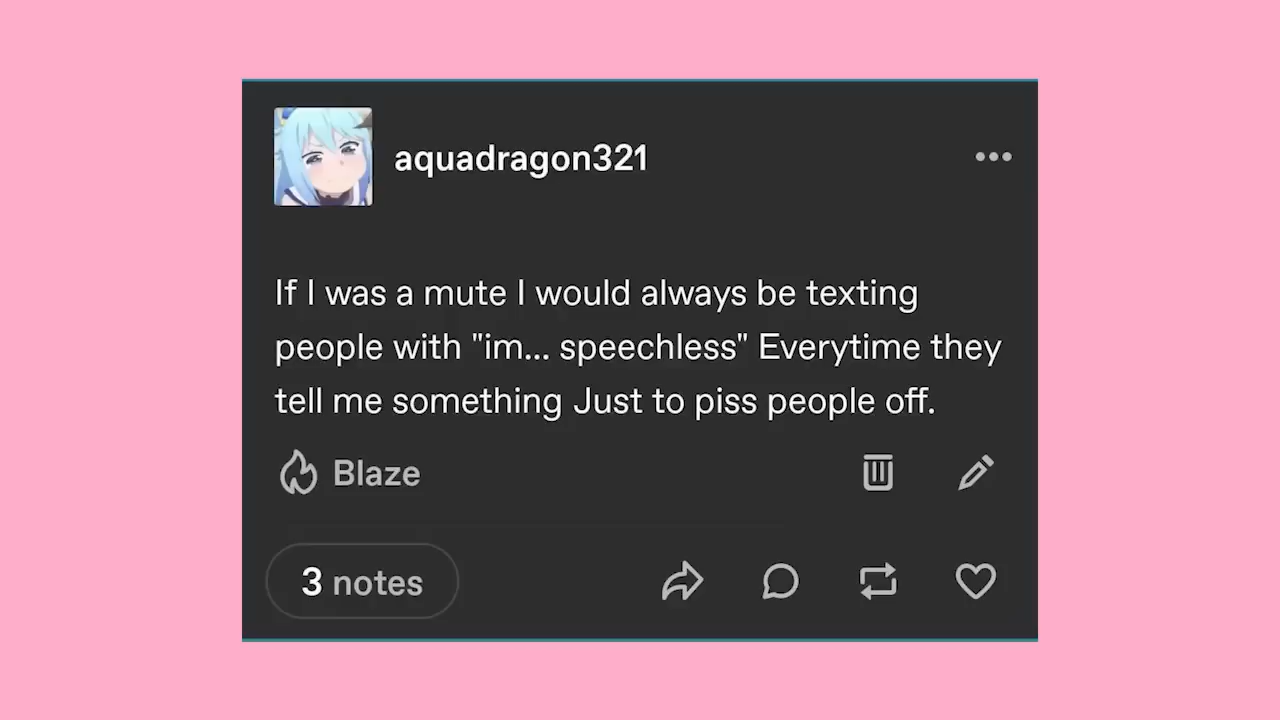 aquadragon321
If I was a mute I would always be texting
people with "im... speechless" Everytime they
tell me something Just to piss people off.
Blaze
3 notes